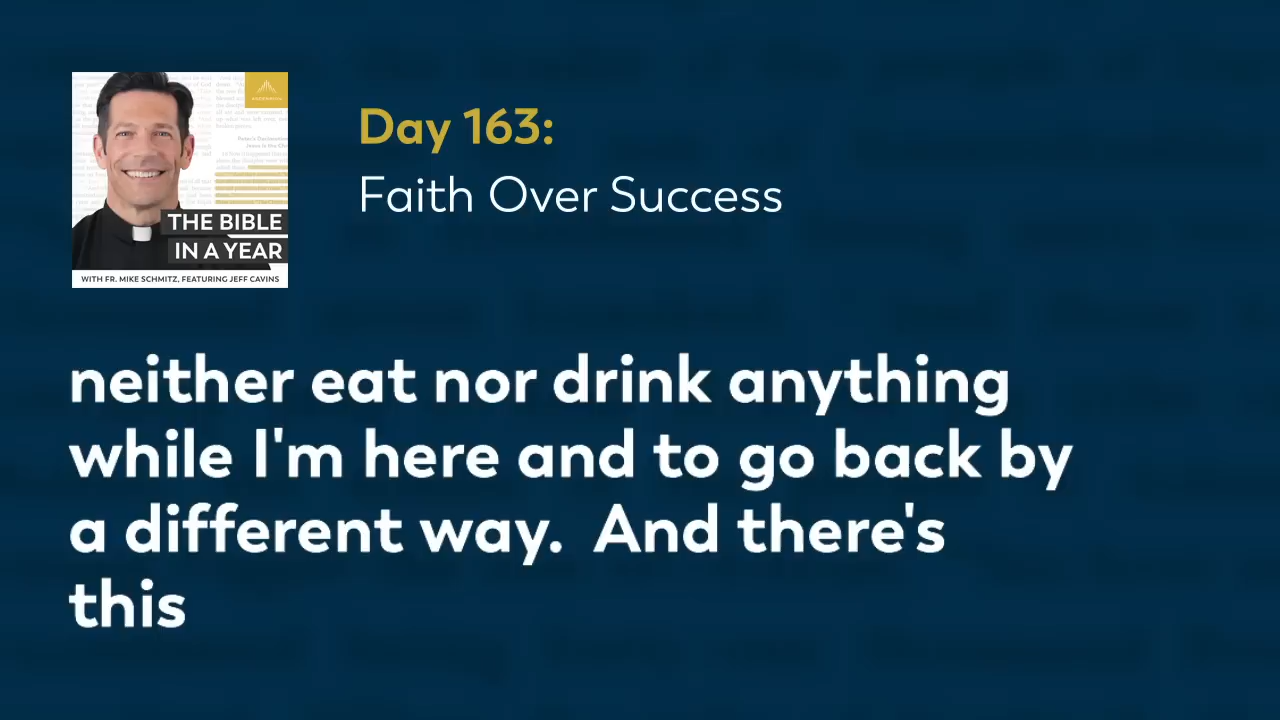 THE BIBLE
IN A YEAR
WITH FR. MIKE SCHMITZ, FEATURING JEFF CAVINS
Day 163:
Faith Over Success
neither eat nor drink anything
while I'm here and to go back by
a different way.  And there's
this